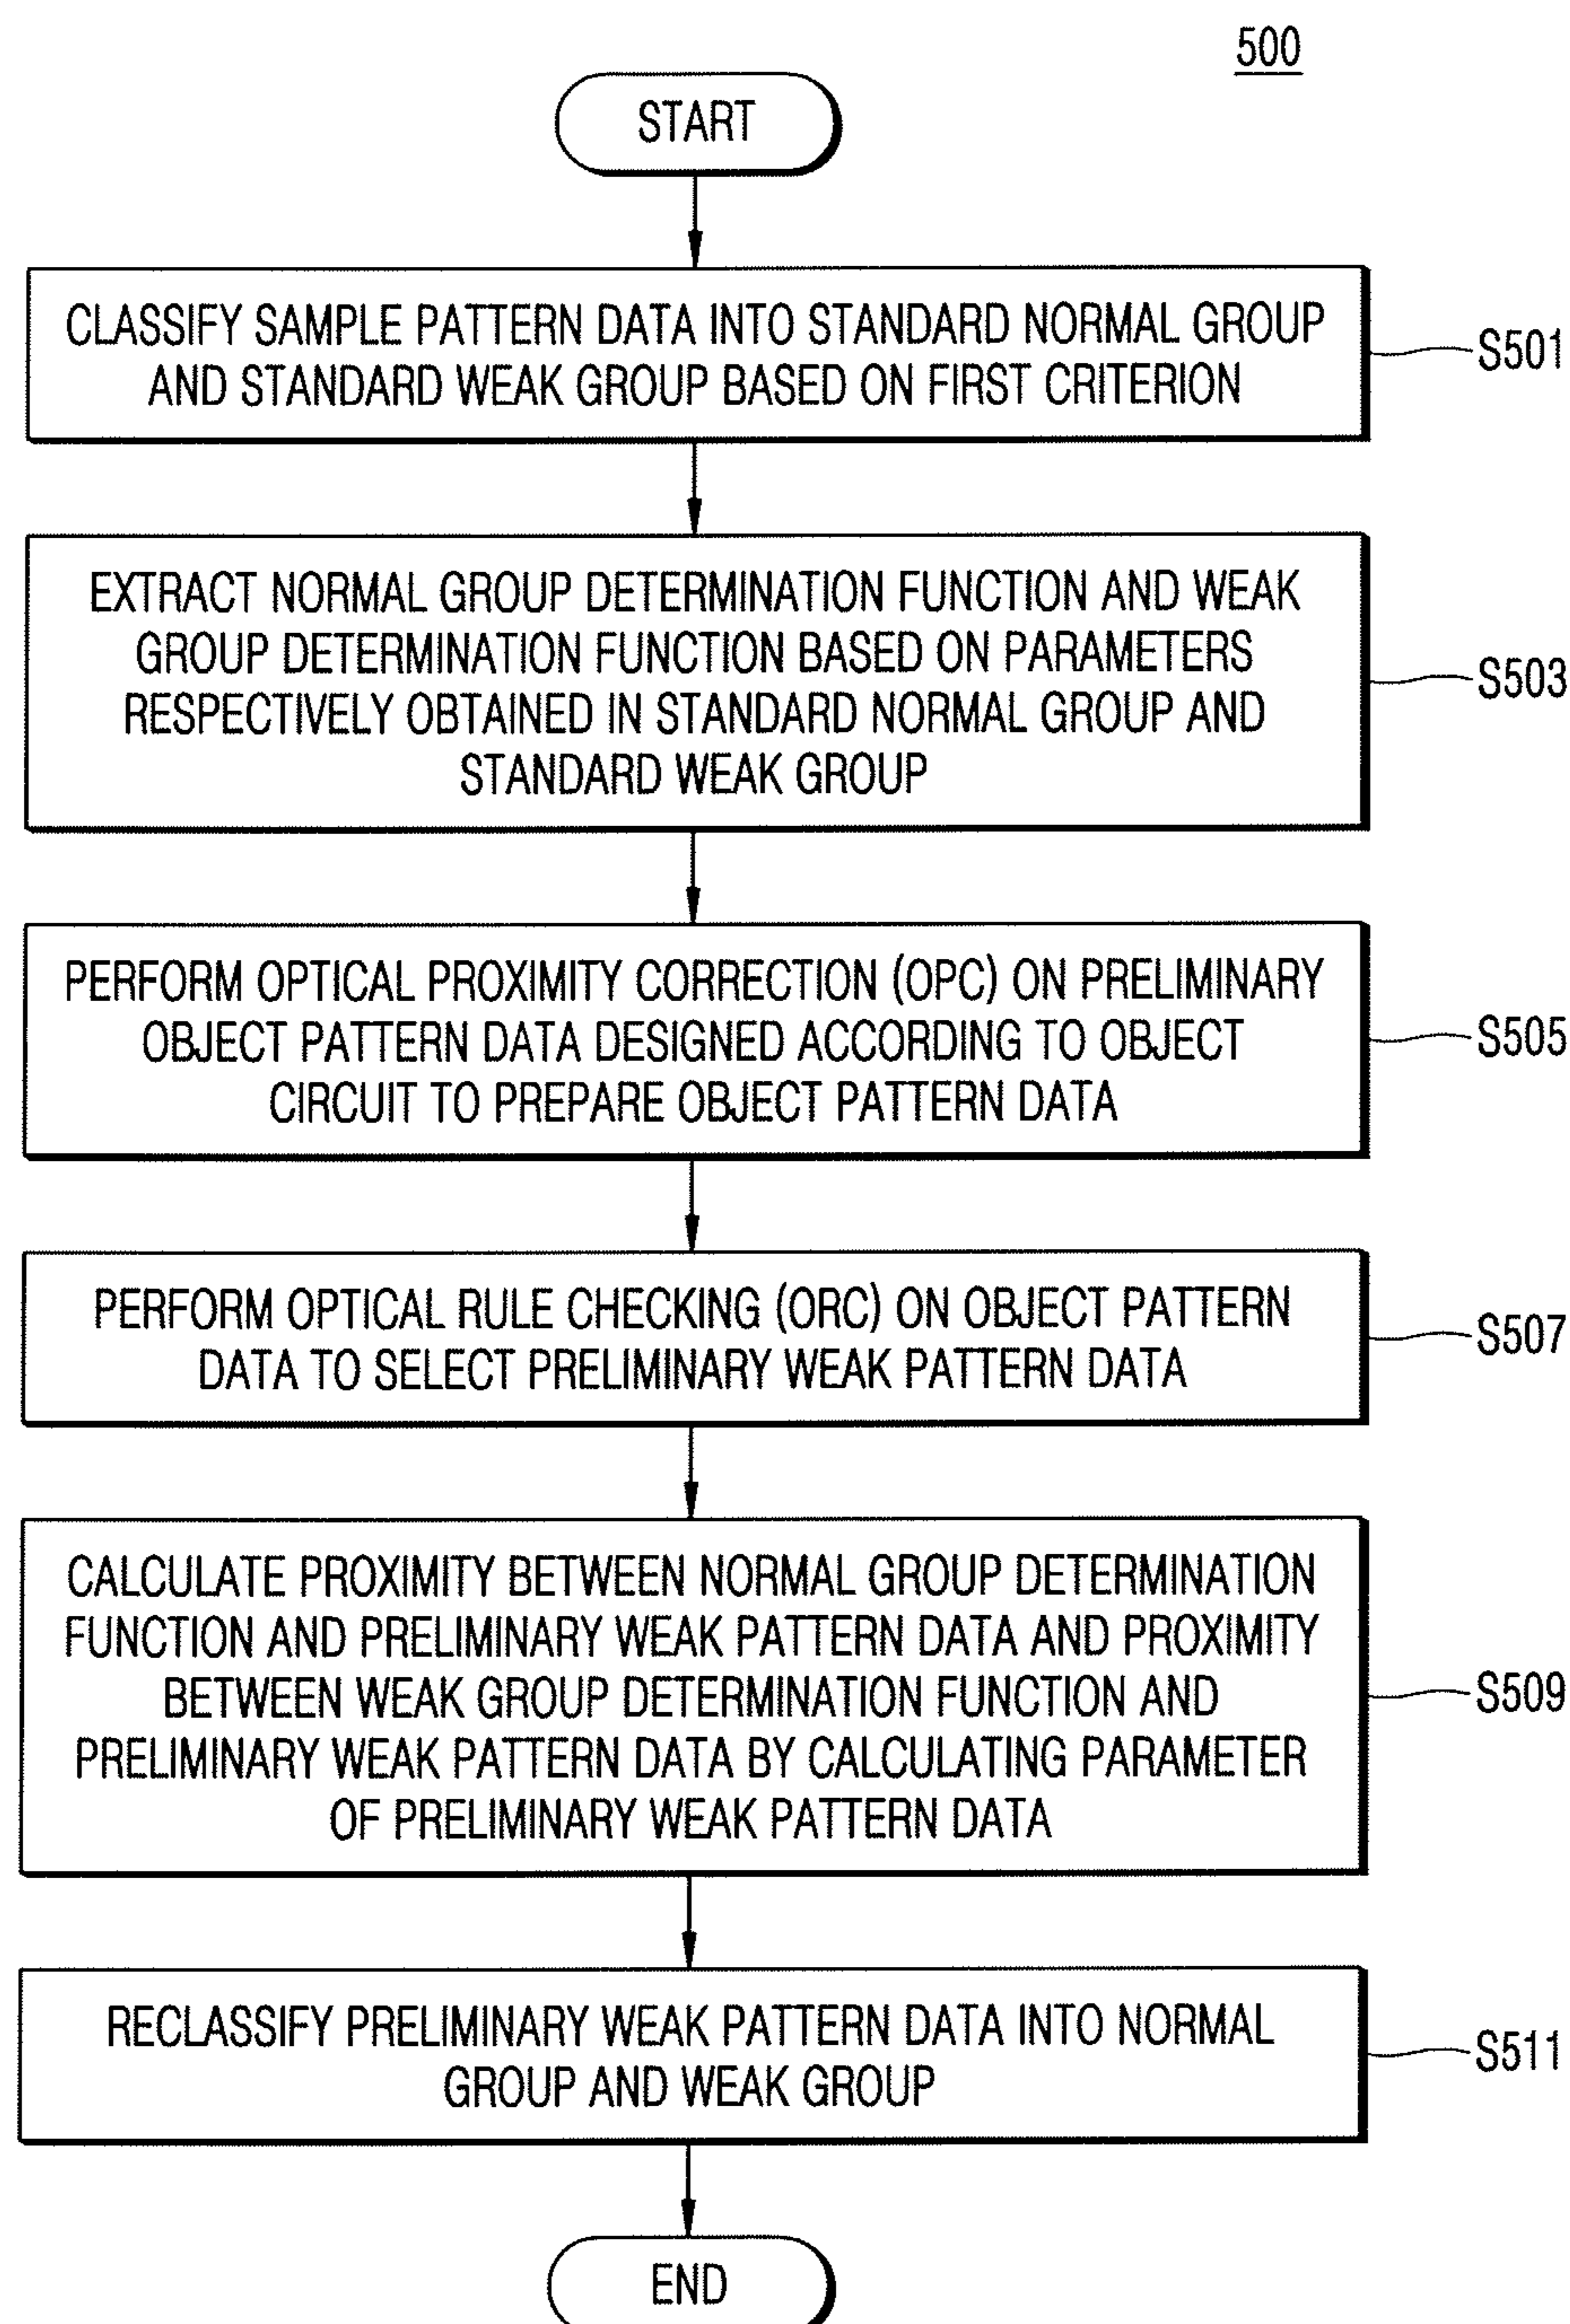 500
START
CLASSIFY SAMPLE PATTERN DATA INTO STANDARD NORMAL GROUP
AND STANDARD WEAK GROUP BASED ON FIRST CRITERION
S501
EXTRACT NORMAL GROUP DETERMINATION FUNCTION AND WEAK
GROUP DETERMINATION FUNCTION BASED ON PARAMETERS
RESPECTIVELY OBTAINED IN STANDARD NORMAL GROUP AND
STANDARD WEAK GROUP
S503
PERFORM OPTICAL PROXIMITY CORRECTION (OPC) ON PRELIMINARY
OBJECT PATTERN DATA DESIGNED ACCORDING TO OBJECT
CIRCUIT TO PREPARE OBJECT PATTERN DATA
S505
PERFORM OPTICAL RULE CHECKING (ORC) ON OBJECT PATTERN
DATA TO SELECT PRELIMINARY WEAK PATTERN DATA
S507
CALCULATE PROXIMITY BETWEEN NORMAL GROUP DETERMINATION
FUNCTION AND PRELIMINARY WEAK PATTERN DATA AND PROXIMITY
BETWEEN WEAK GROUP DETERMINATION FUNCTION AND
PRELIMINARY WEAK PATTERN DATA BY CALCULATING PARAMETER
OF PRELIMINARY WEAK PATTERN DATA
S509
RECLASSIFY PRELIMINARY WEAK PATTERN DATA INTO NORMAL
GROUP AND WEAK GROUP
S511
END